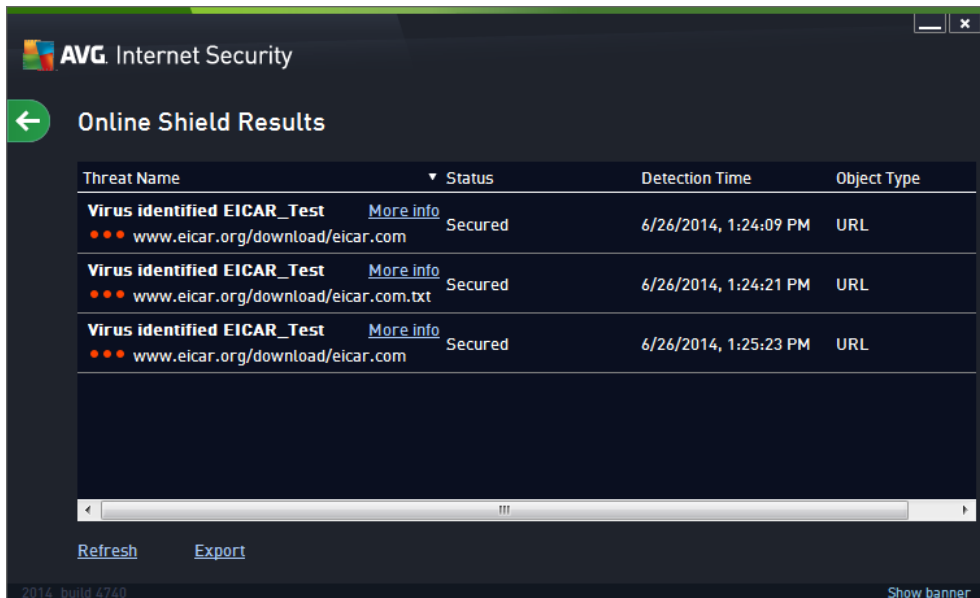 AVG. Internet Security
Online Shield Results
Threat Name Status Detection Time Object Type
Virus identified EICAR_Test More info
www.eicar.org/download/eicar.com Secured 6/26/2014, 1:24:09 PM URL
Virus identified EICAR_Test More info
www.eicar.org/download/eicar.com.txt Secured 6/26/2014, 1:24:21 PM URL
Virus identified EICAR_Test More info
www.eicar.org/download/eicar.com Secured 6/26/2014, 1:25:23 PM URL
Refresh Export
2014 build 4740 Show banner